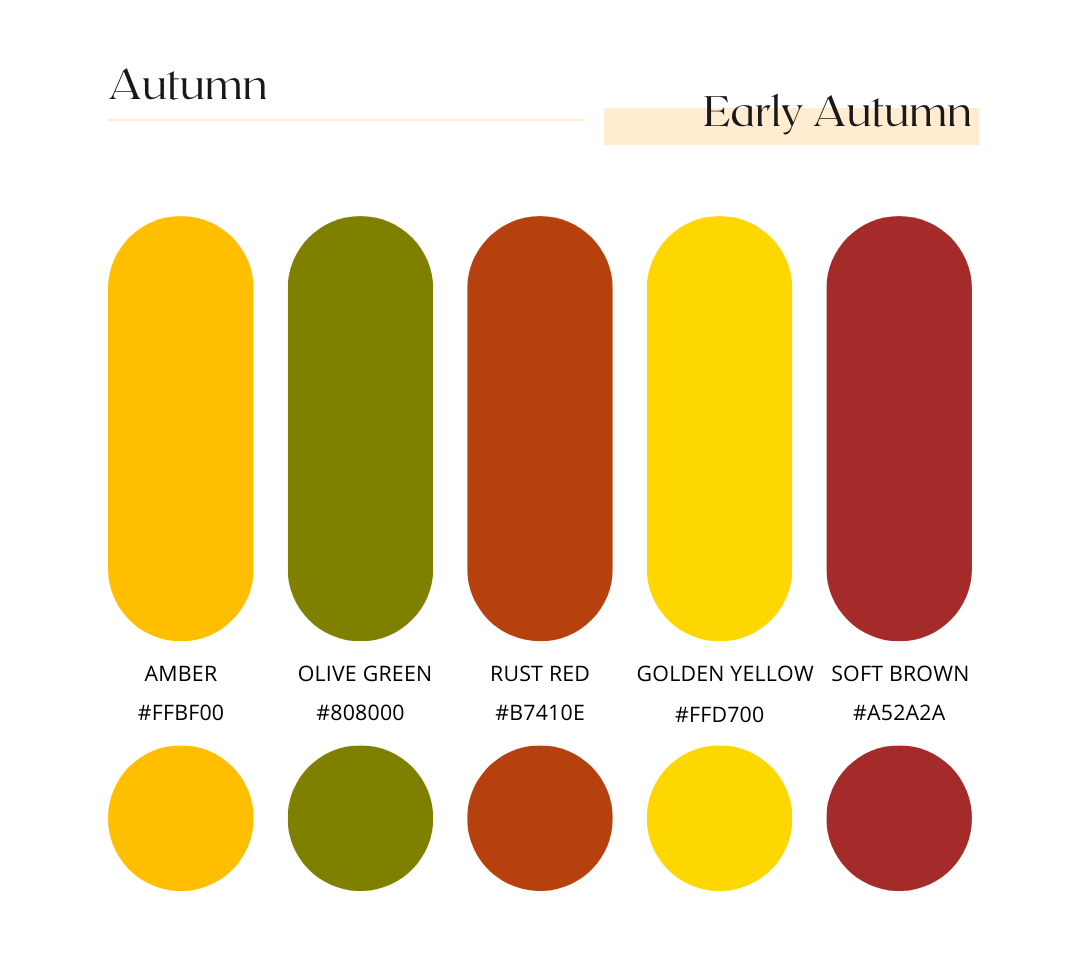 Autumn
Early Autumn
AMBER
#FFBF00
OLIVE GREEN
#808000
RUST RED
#B7410E
GOLDEN YELLOW
#FFD700
SOFT BROWN
#A52A2A